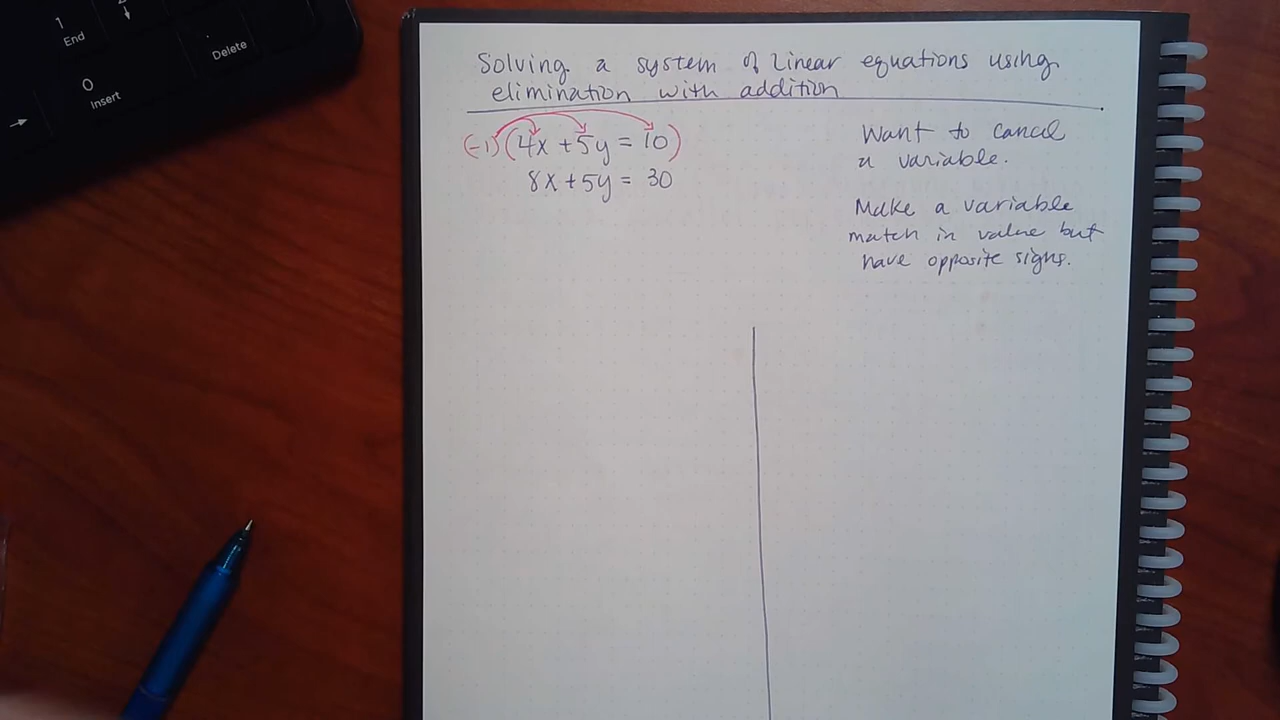 1
End
↓
.
Delete
0
Insert
→
Solving a system of linear equations using
elimination with addition
(-1)(4x + 5y = 10)
8x + 5y = 30
Want to cancel
a variable.
Make a variable
match in value but
have opposite signs.